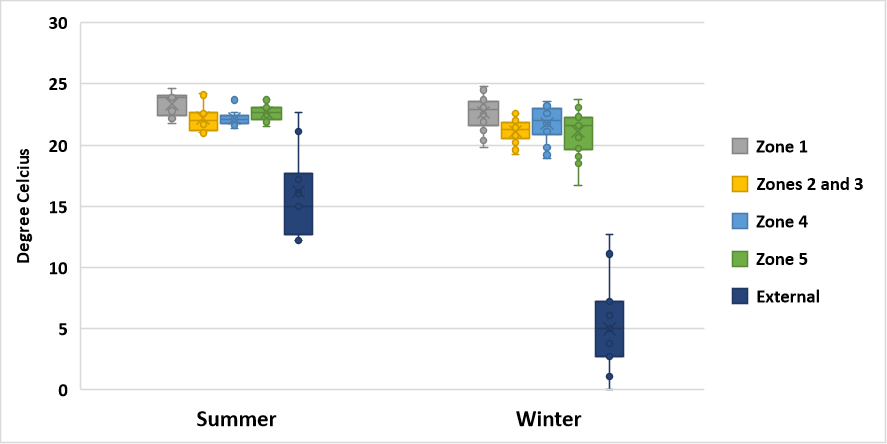 30
25
20
15
10
5
0
Degree Celcius
Summer
Winter
Zone 1
Zones 2 and 3
Zone 4
Zone 5
External